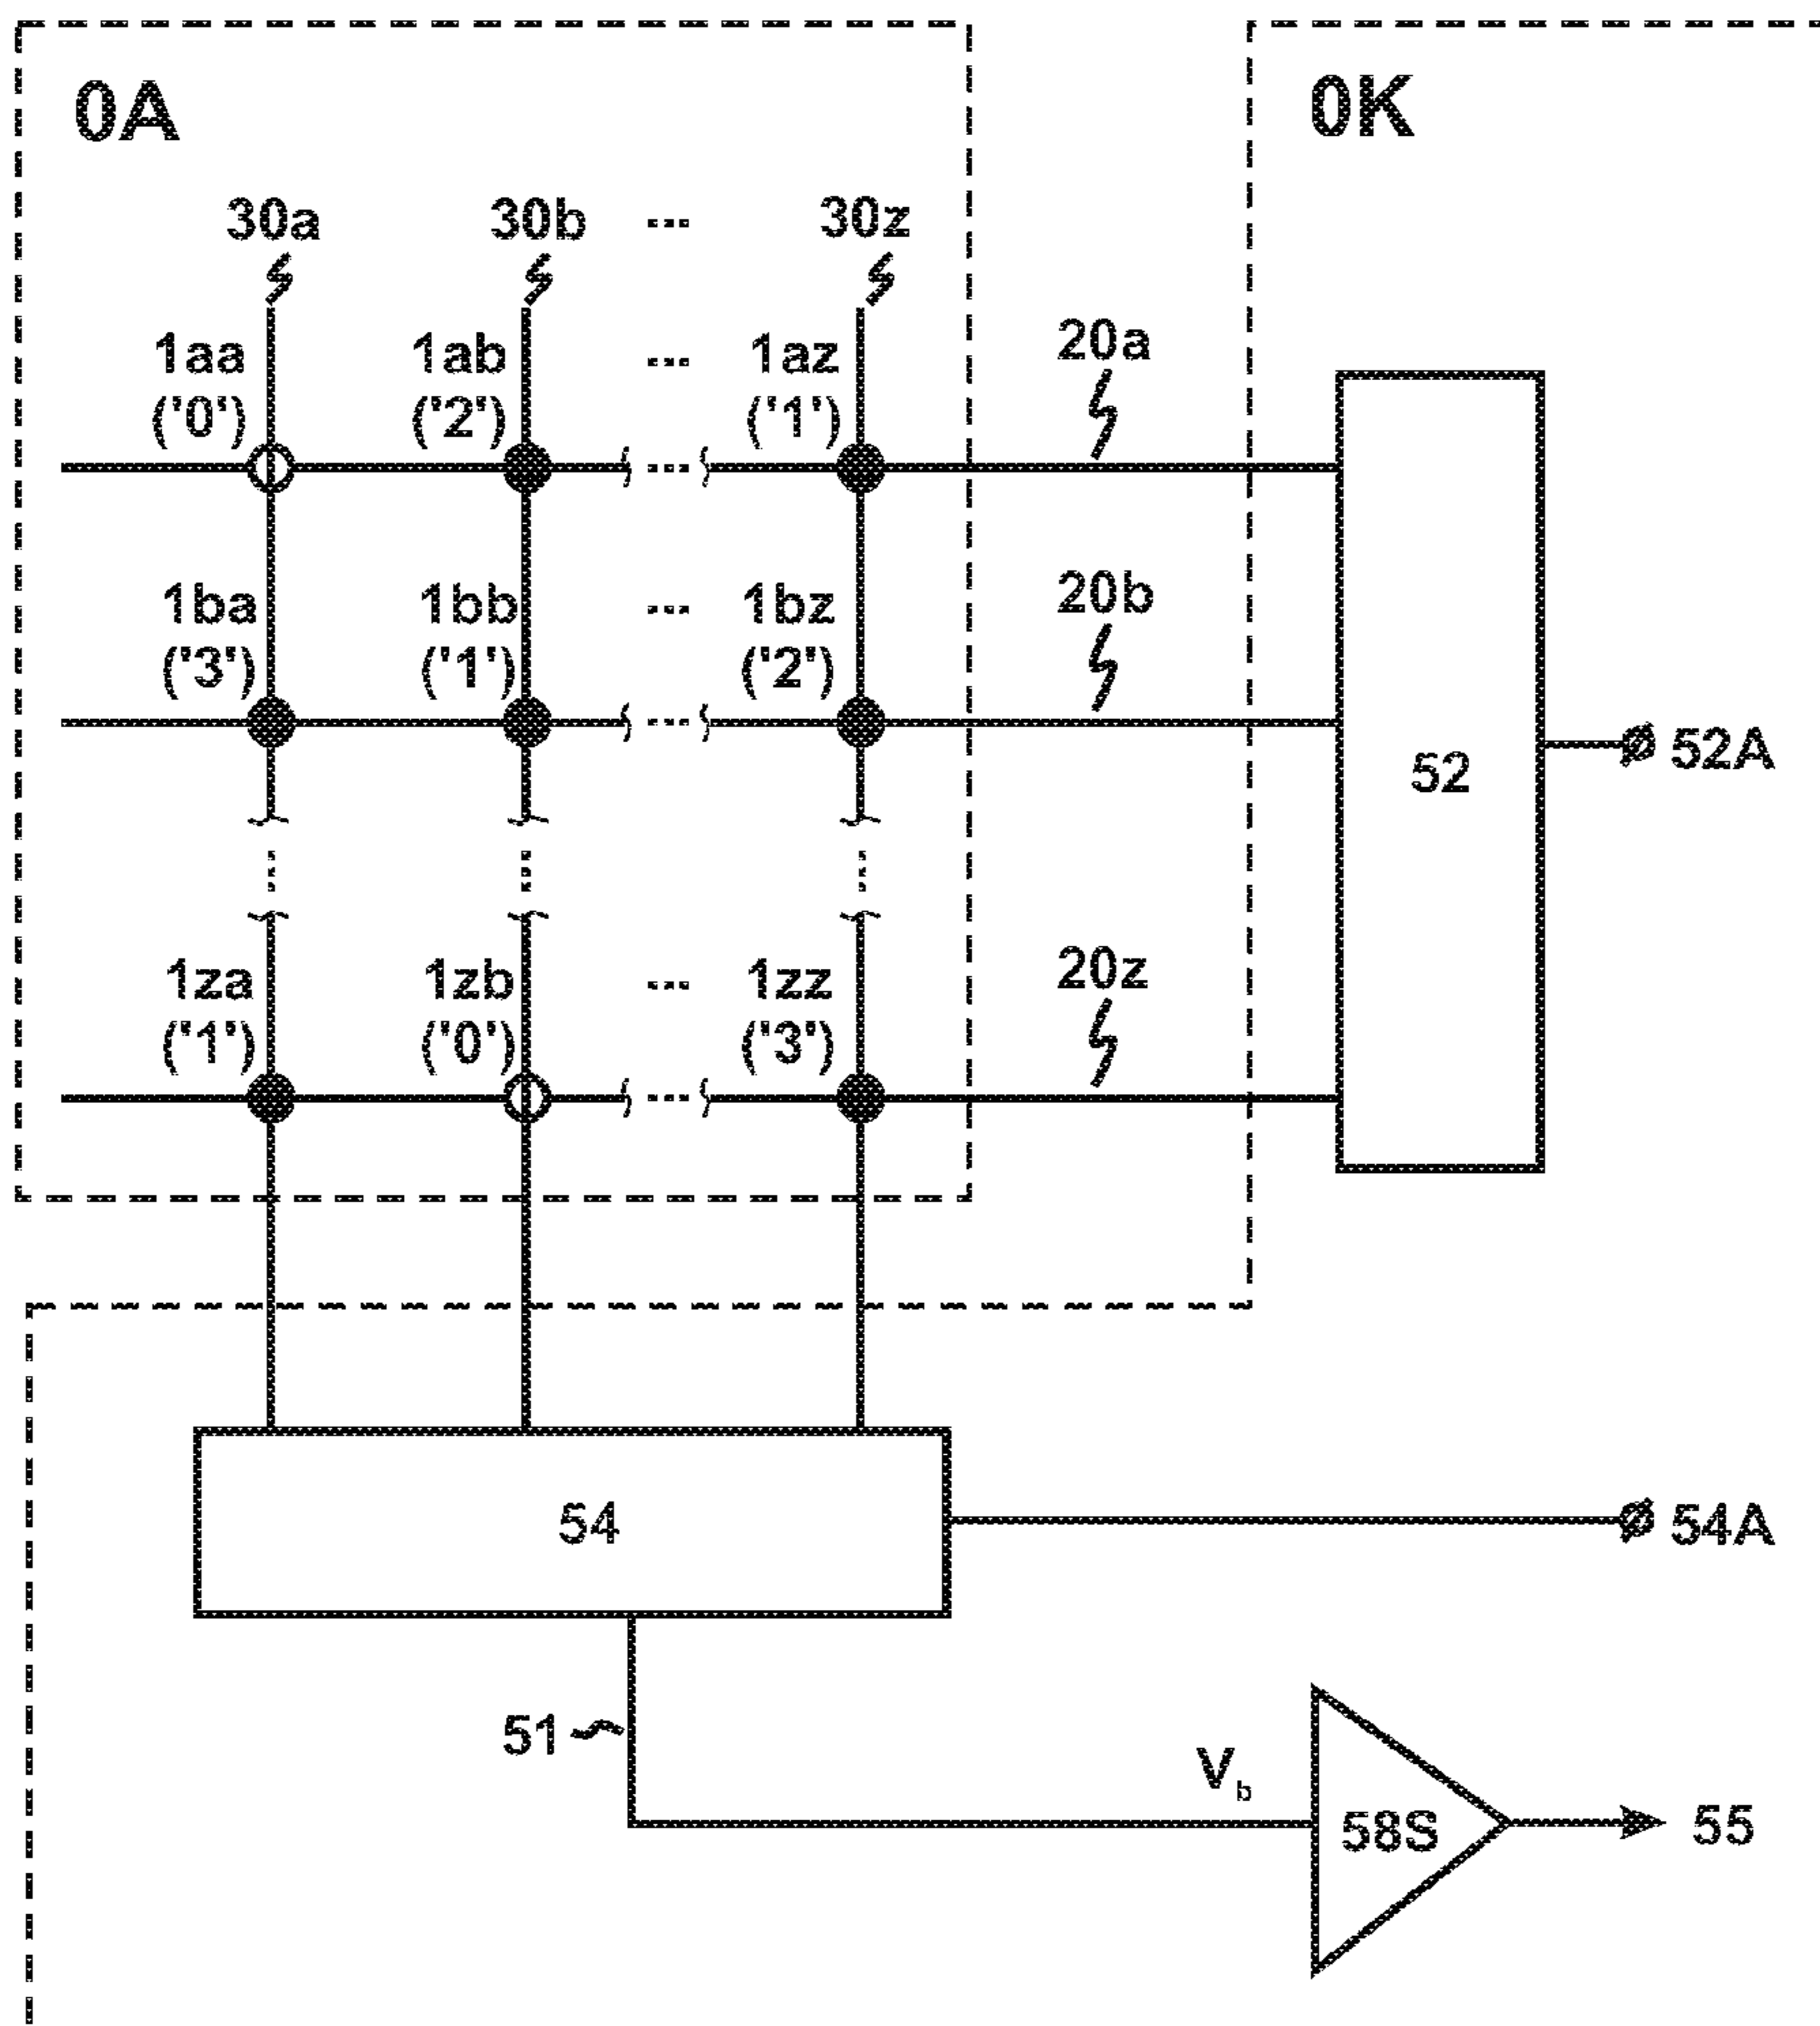 0A
0K
30a 30b ... 30z
1aa 1ab ... 1az 20a
('0') ('2') ('1')
...
1ba 1bb ... 1bz 20b
('3') ('1') ('2')
...
52 52A
... ... ...
1za 1zb ... 1zz 20z
('1') ('0') ('3')
...
54 54A
51
Vb
58S 55